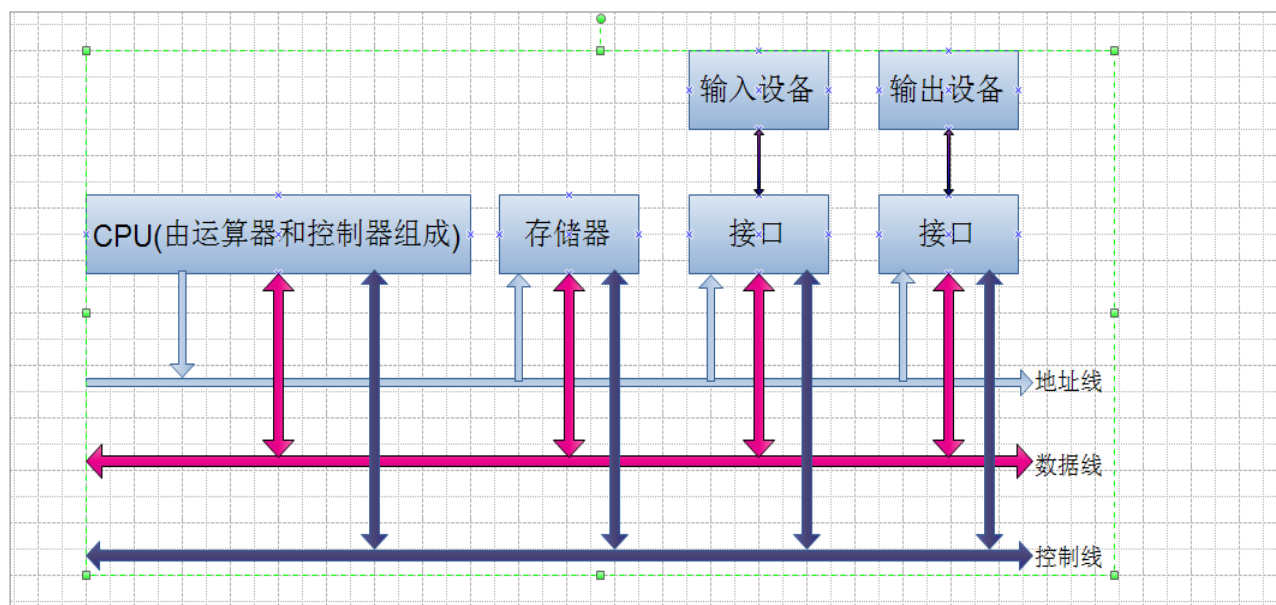 输入设备
输出设备
CPU(由运算器和控制器组成)
存储器
接口
接口
地址线
数据线
控制线